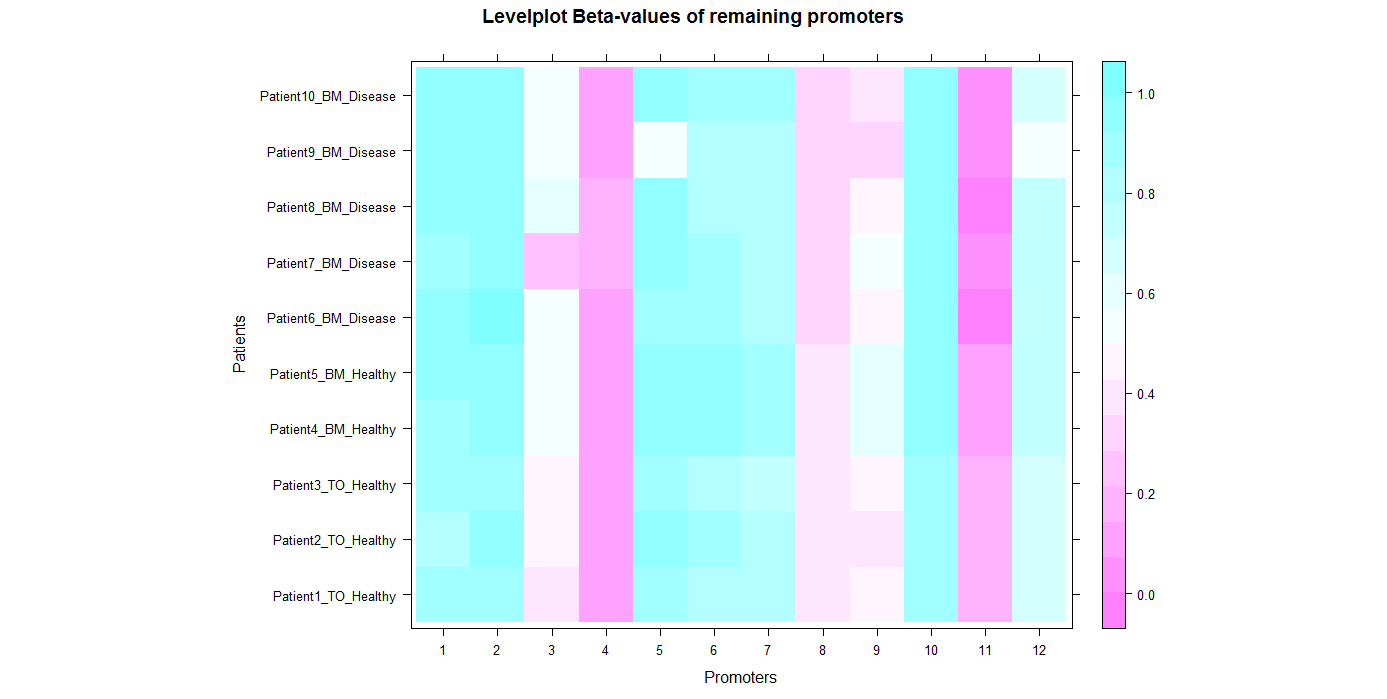 Levelplot Beta-values of remaining promoters
Patient10_BM_Disease
Patient9_BM_Disease
Patient8_BM_Disease
Patient7_BM_Disease
Patient6_BM_Disease
Patient5_BM_Healthy
Patient4_BM_Healthy
Patient3_TO_Healthy
Patient2_TO_Healthy
Patient1_TO_Healthy
Patients
1 2 3 4 5 6 7 8 9 10 11 12
Promoters
1.0
0.8
0.6
0.4
0.2
0.0